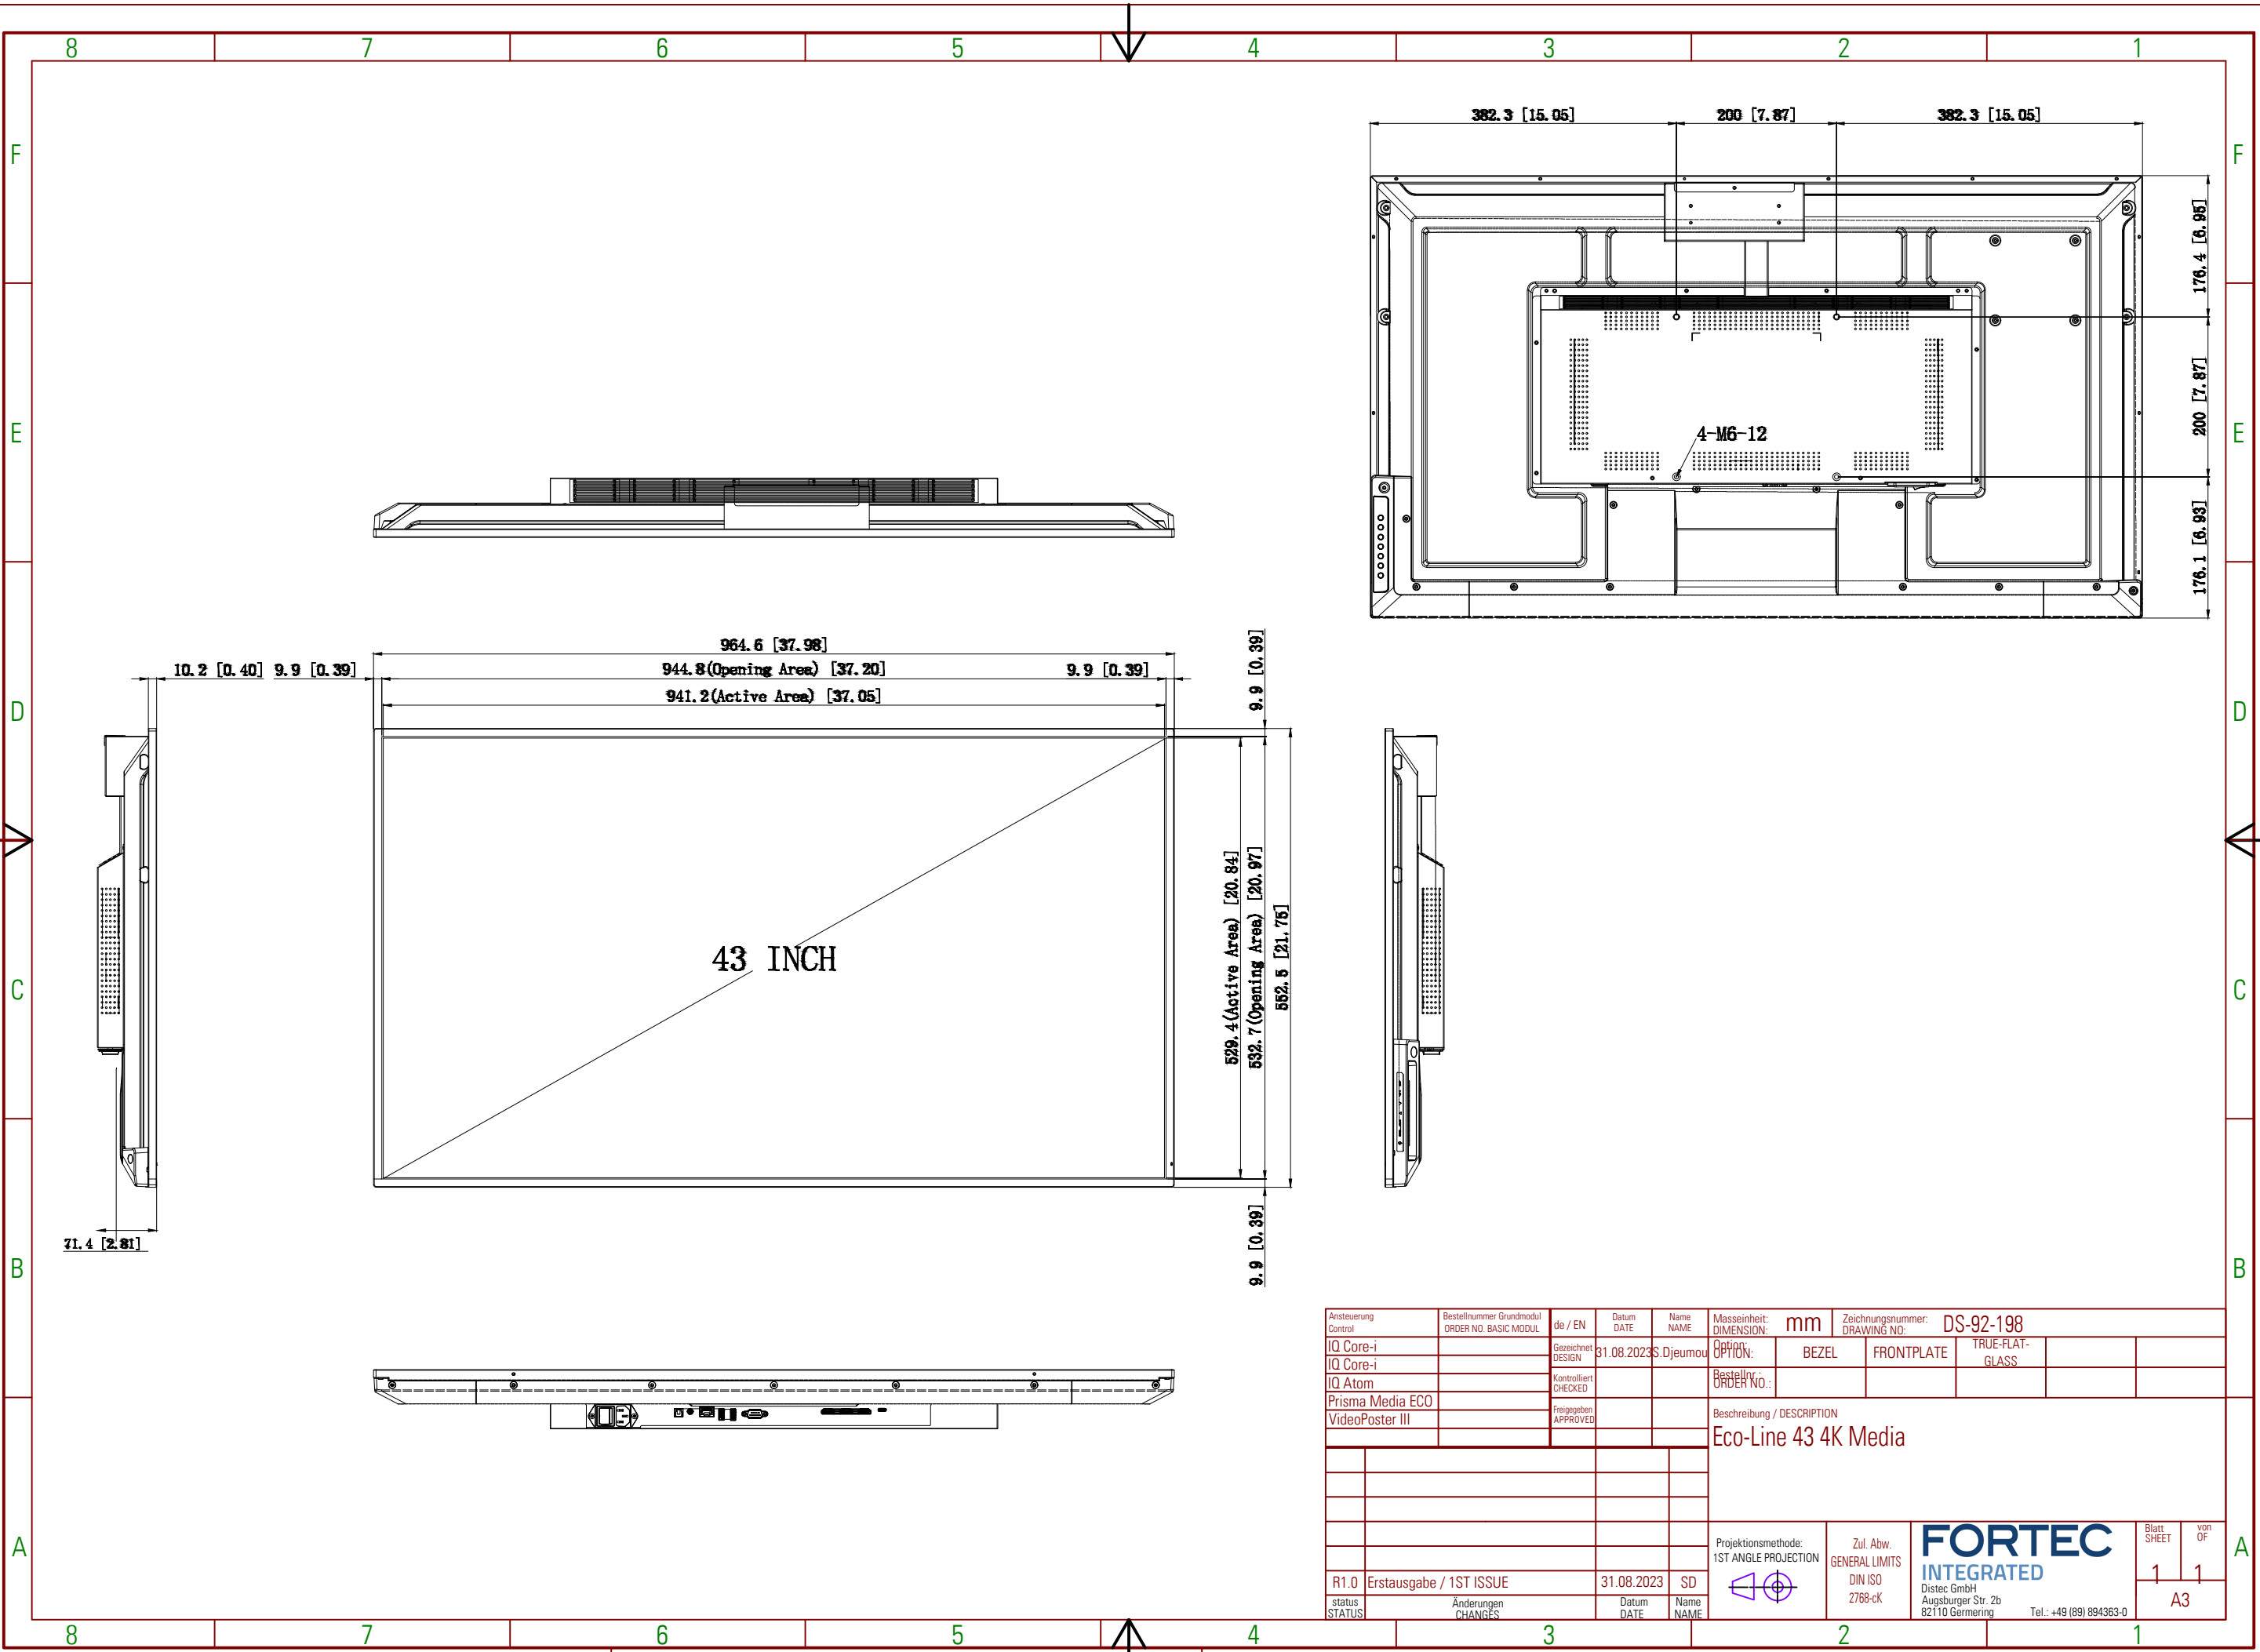 8 7 6 5 4 3 2 1
F
F
382.3 [15.05]
200 [7.87]
382.3 [15.05]
176.4 [6.95]
200 [7.87]
176.1 [6.93]
4-M6-12
E
E
D
D
964.6 [37.98]
944.8(Opening Area) [37.20]
941.2(Active Area) [37.05]
10.2 [0.40]
9.9 [0.39]
9.9 [0.39]
9.9 [0.39]
529.4(Active Area) [20.84]
532.7(Opening Area) [20.97]
552.5 [21.75]
9.9 [0.39]
43 INCH
71.4 [2.81]
C
C
B
B
A
A
Ansteuerung
Control
Bestellnummer Grundmodul
ORDER NO. BASIC MODUL
IQ Core-i
IQ Core-i
IQ Atom
Prisma Media ECO
VideoPoster III
de / EN
Datum
DATE
Name
NAME
Gezeichnet
DESIGN
31.08.2023
S.Djeumou
Kontrolliert
CHECKED
Freigegeben
APPROVED
Masseinheit:
DIMENSION:
mm
Zeichnungsnummer:
DRAWING NO:
DS-92-198
Option:
OPTION:
BEZEL
FRONTPLATE
TRUE-FLAT-
GLASS
Bestellnr.:
ORDER NO.:
Beschreibung / DESCRIPTION
Eco-Line 43 4K Media
R1.0
Erstausgabe / 1ST ISSUE
31.08.2023
SD
status
STATUS
Änderungen
CHANGES
Datum
DATE
Name
NAME
Projektionsmethode:
1ST ANGLE PROJECTION
Zul. Abw.
GENERAL LIMITS
DIN ISO
2768-cK
FORTEC
INTEGRATED
Distec GmbH
Augsburger Str. 2b
82110 Germering
Tel.: +49 (89) 894363-0
Blatt
SHEET
von
OF
1
1
A3
8 7 6 5 4 3 2 1